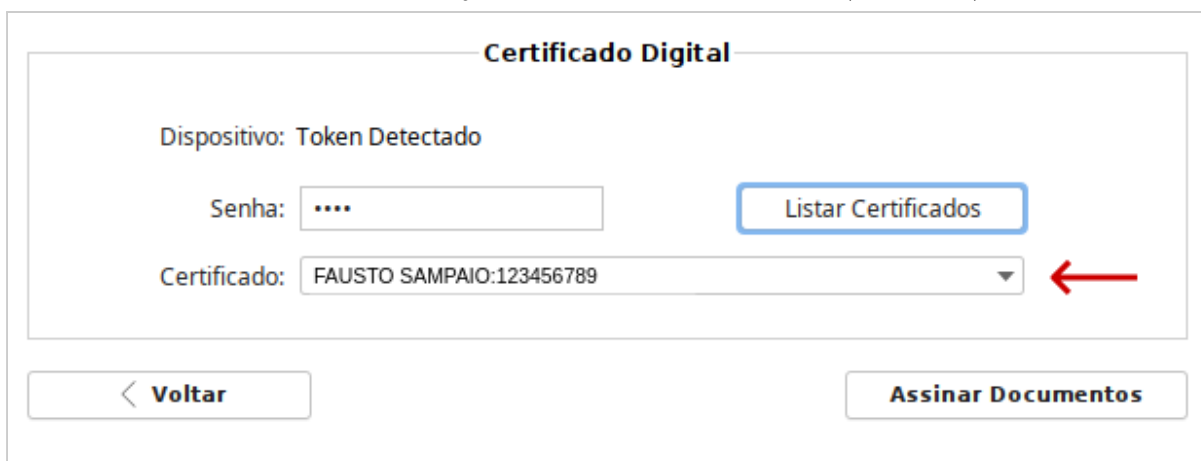 Certificado Digital
Dispositivo: Token Detectado
Senha: ••••
Listar Certificados
Certificado: FAUSTO SAMPAIO:123456789
Voltar
Assinar Documentos